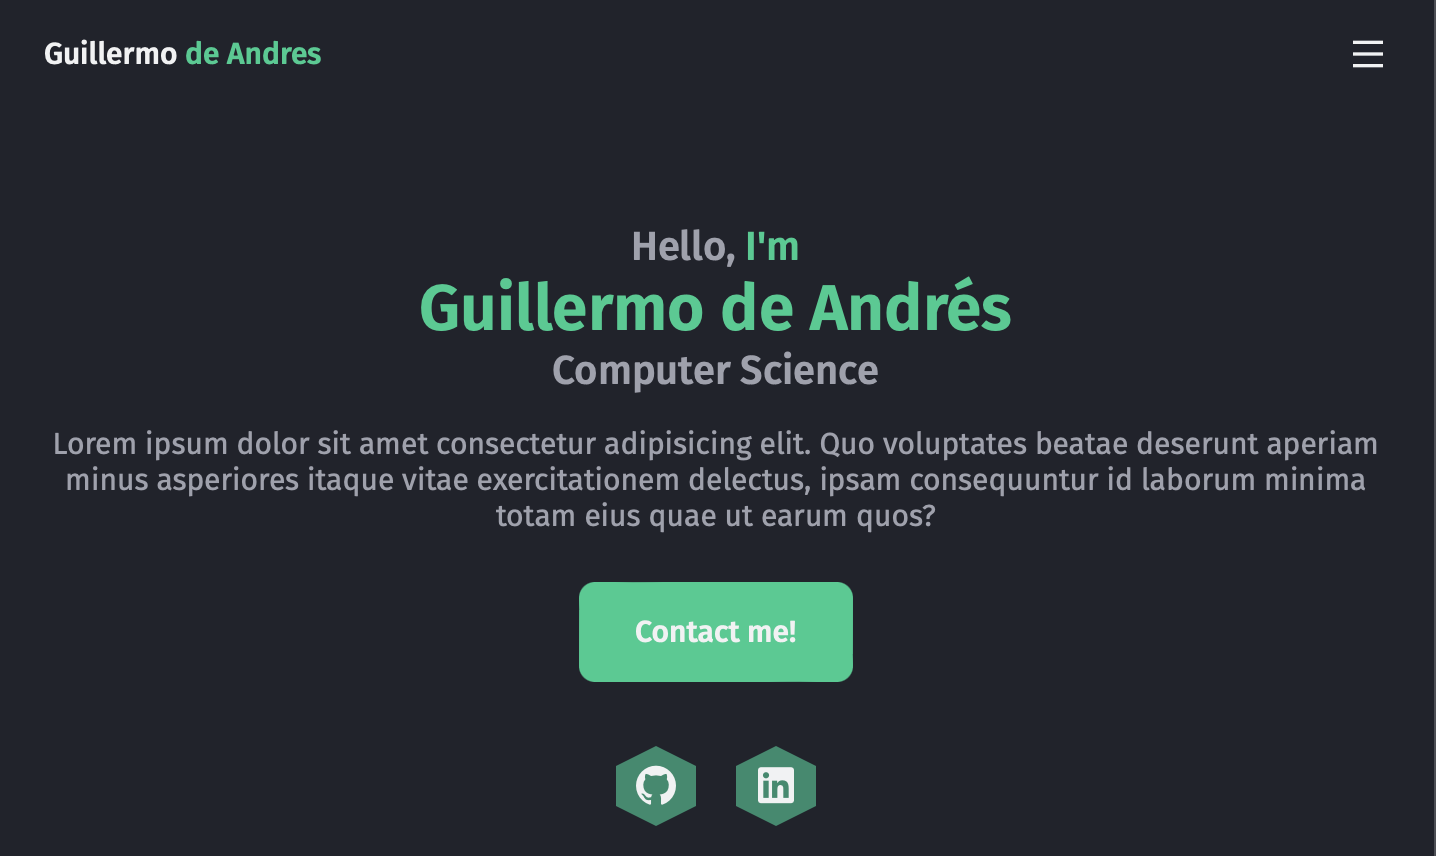 Guillermo de Andres
Hello, I'm
Guillermo de Andrés
Computer Science
Lorem ipsum dolor sit amet consectetur adipisicing elit. Quo voluptates beatae deserunt aperiam
minus asperiores itaque vitae exercitationem delectus, ipsam consequuntur id laborum minima
totam eius quae ut earum quos?
Contact me!
in